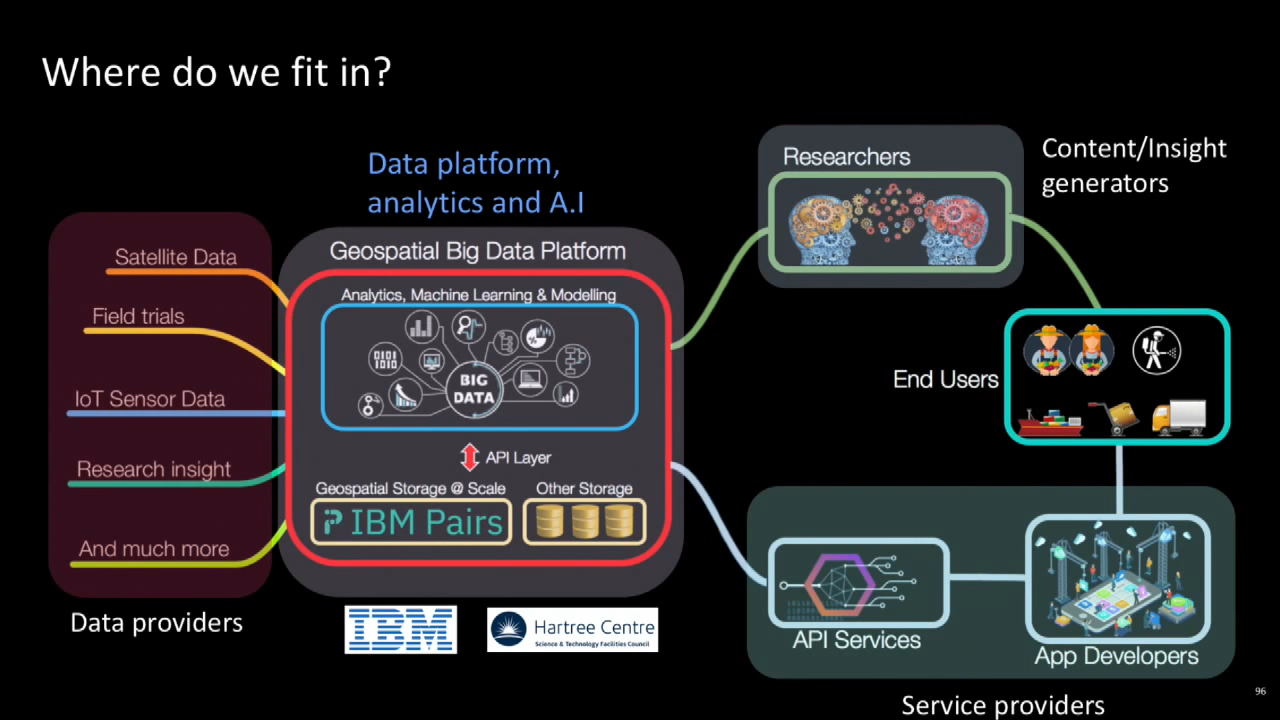 Where do we fit in?
Data platform,
analytics and A.I
Satellite Data
Field trials
IoT Sensor Data
Research insight
And much more
Data providers
Geospatial Big Data Platform
Analytics, Machine Learning & Modelling
BIG
DATA
API Layer
Geospatial Storage @ Scale
Other Storage
IBM Pairs
IBM
Hartree Centre
Science & Technology Facilities Council
Researchers
Content/Insight
generators
End Users
API Services
App Developers
Service providers
96